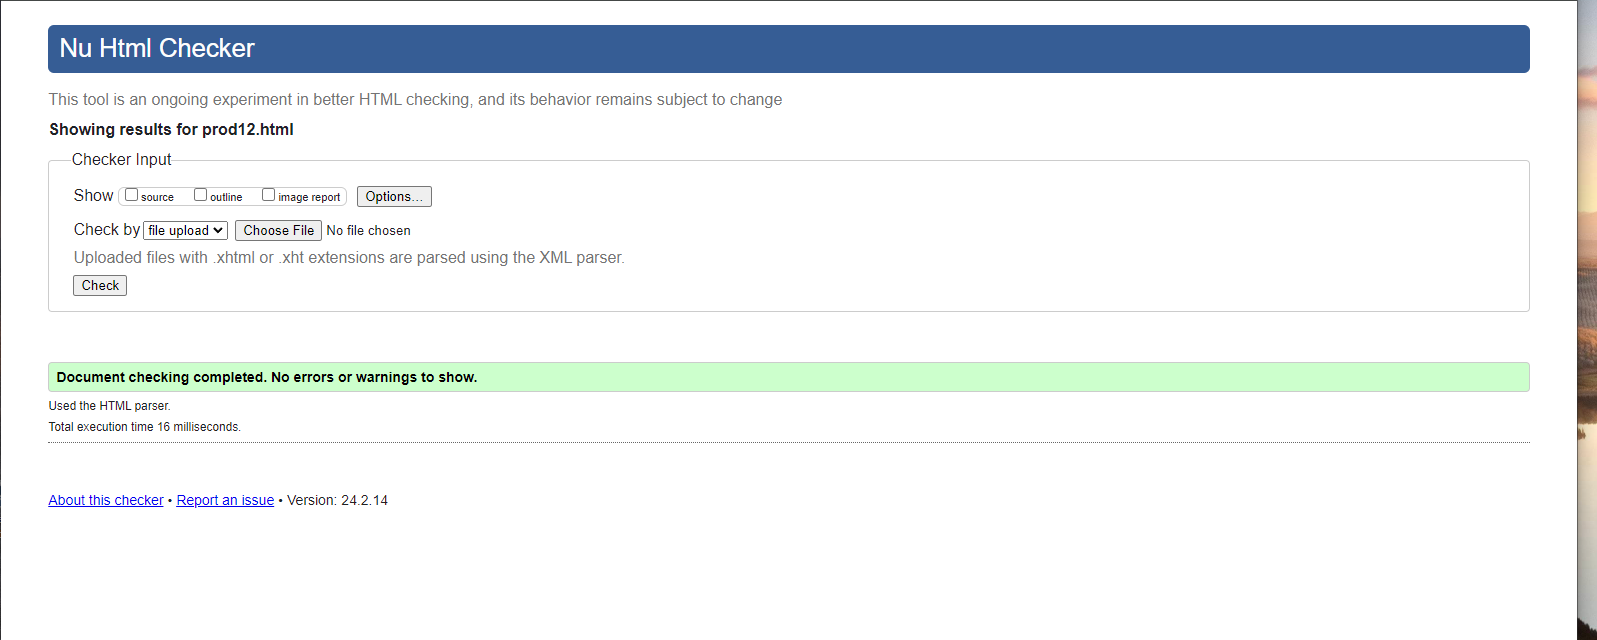 Nu Html Checker
This tool is an ongoing experiment in better HTML checking, and its behavior remains subject to change
Showing results for prod12.html
Checker Input
Show source outline image report Options...
Check by file upload Choose File No file chosen
Uploaded files with .xhtml or .xht extensions are parsed using the XML parser.
Check
Document checking completed. No errors or warnings to show.
Used the HTML parser.
Total execution time 16 milliseconds.
About this checker • Report an issue • Version: 24.2.14